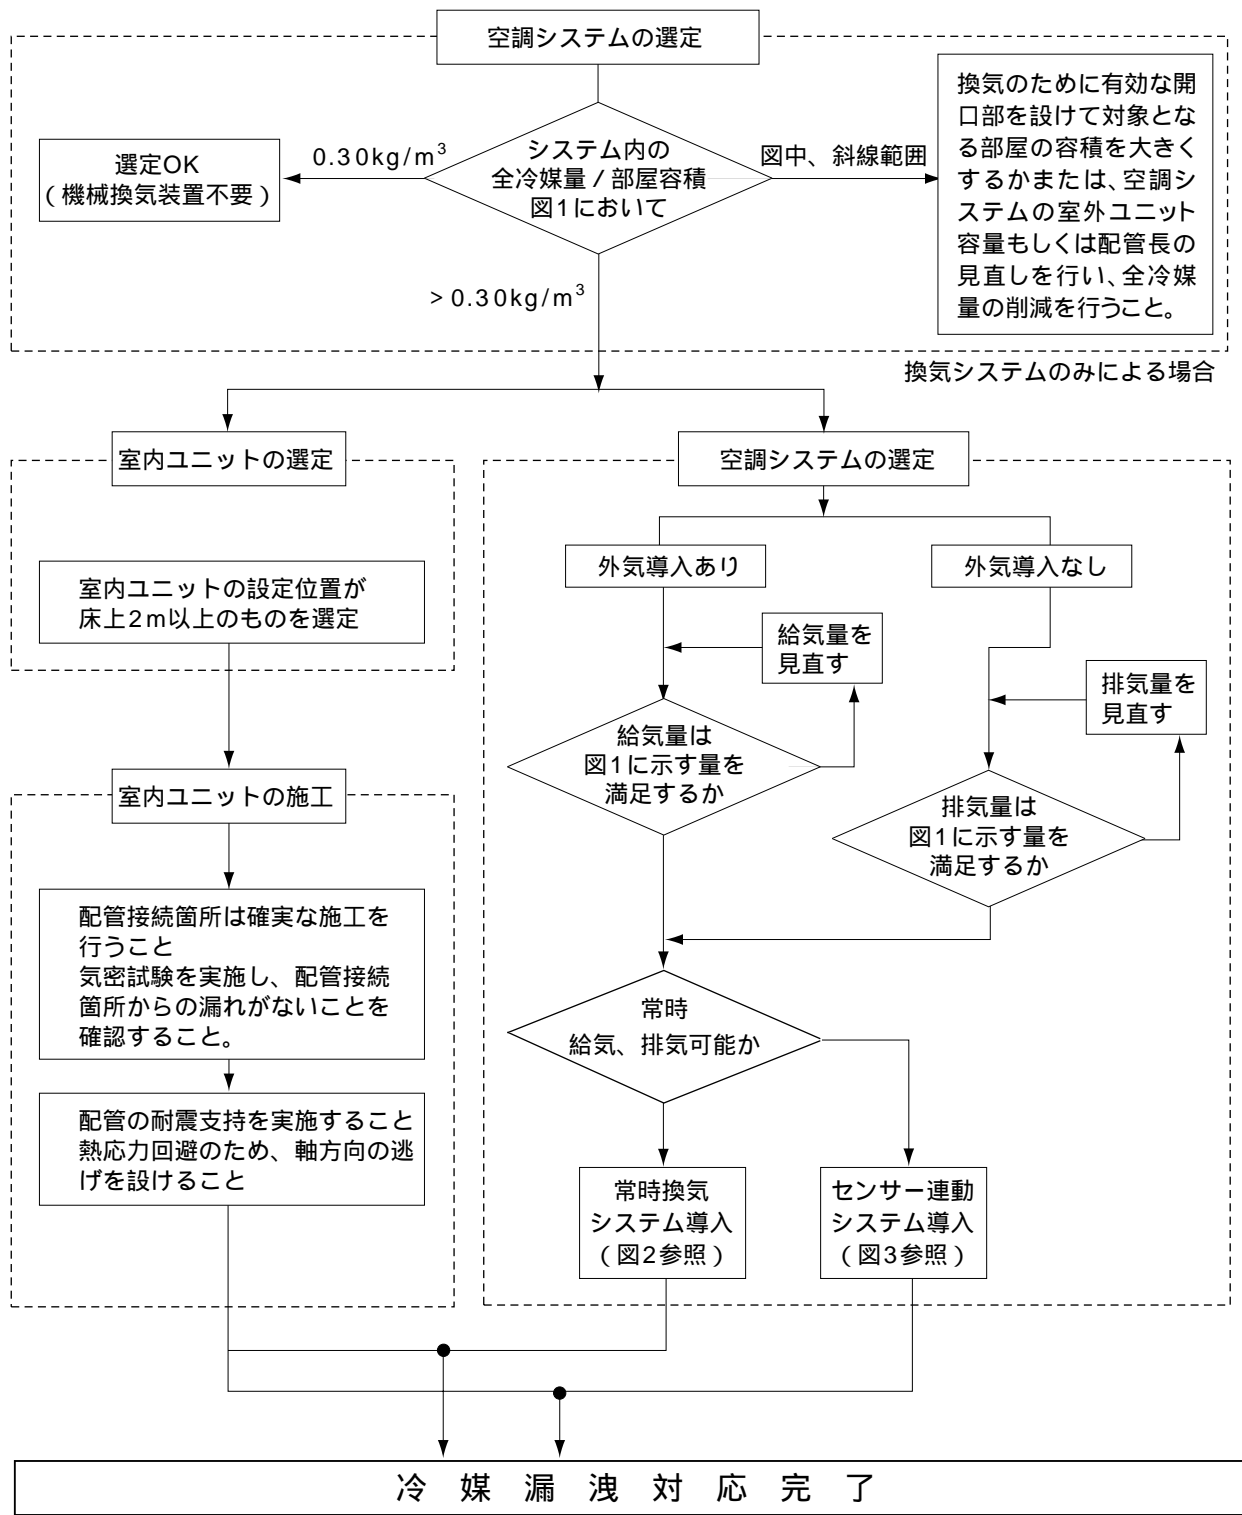 空調システムの選定
システム内の
全冷媒量 / 部屋容積
図1において
0.30kg/m³
選定OK
(機械換気装置不要)
図中、斜線範囲
換気のために有効な開
口部を設けて対象とな
る部屋の容積を大きく
するかまたは、空調シ
ステムの室外ユニット
容量もしくは配管長の
見直しを行い、全冷媒
量の削減を行うこと。
>0.30kg/m³
換気システムのみによる場合
室内ユニットの選定
室内ユニットの設定位置が
床上2m以上のものを選定
室内ユニットの施工
配管接続箇所は確実な施工を
行うこと
気密試験を実施し、配管接続
箇所からの漏れがないことを
確認すること。
配管の耐震支持を実施すること
熱応力回避のため、軸方向の逃
げを設けること
空調システムの選定
外気導入あり
外気導入なし
給気量を
見直す
排気量を
見直す
給気量は
図1に示す量を
満足するか
排気量は
図1に示す量を
満足するか
常時
給気、排気可能か
常時換気
システム導入
(図2参照)
センサー連動
システム導入
(図3参照)
冷媒漏洩対応完了